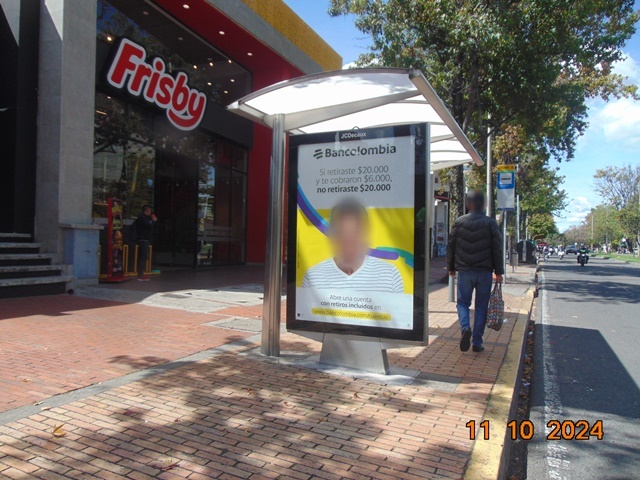 Frisby
JCDecaux
Bancolombia
Si retiraste $20.000
y te cobraron $6.000,
no retiraste $20.000
Abre una cuenta
con retiros incluidos en
11 10 2024